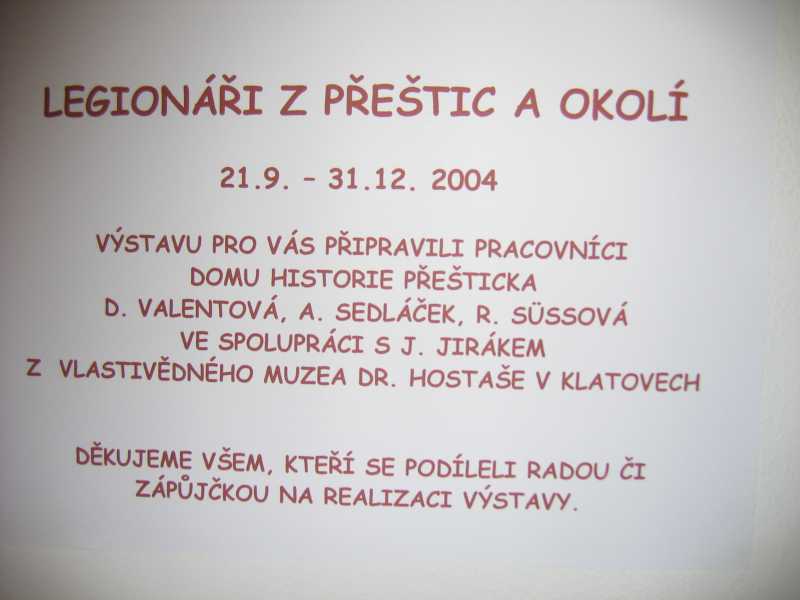 LEGIONÁŘI Z PŘEŠTIC A OKOLÍ
21.9. – 31.12. 2004
VÝSTAVU PRO VÁS PŘIPRAVILI PRACOVNÍCI
DOMU HISTORIE PŘEŠTICKA
D. VALENTOVÁ, A. SEDLÁČEK, R. SÜSSOVÁ
VE SPOLUPRÁCI S J. JIRÁKEM
Z VLASTIVĚDNÉHO MUZEA DR. HOSTAŠE V KLATOVECH
DĚKUJEME VŠEM, KTEŘÍ SE PODÍLELI RADOU ČI
ZÁPŮJČKOU NA REALIZACI VÝSTAVY.